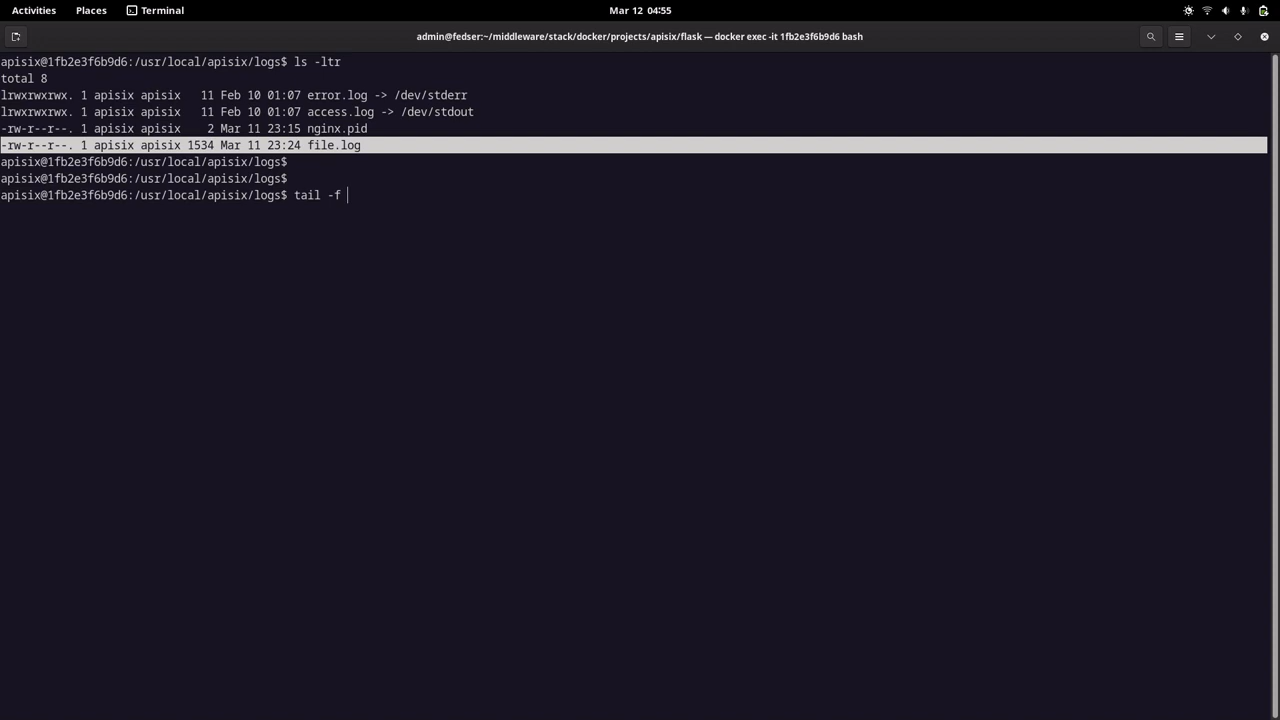 Activities Places Terminal Mar 12 04:55
admin@fedser:~/middleware/stack/docker/projects/apisix/flask — docker exec -it 1fb2e3f6b9d6 bash
apisix@1fb2e3f6b9d6:/usr/local/apisix/logs$ ls -ltr
total 8
lrwxrwxrwx. 1 apisix apisix   11 Feb 10 01:07 error.log -> /dev/stderr
lrwxrwxrwx. 1 apisix apisix   11 Feb 10 01:07 access.log -> /dev/stdout
-rw-r--r--. 1 apisix apisix    2 Mar 11 23:15 nginx.pid
-rw-r--r--. 1 apisix apisix 1534 Mar 11 23:24 file.log
apisix@1fb2e3f6b9d6:/usr/local/apisix/logs$
apisix@1fb2e3f6b9d6:/usr/local/apisix/logs$
apisix@1fb2e3f6b9d6:/usr/local/apisix/logs$ tail -f